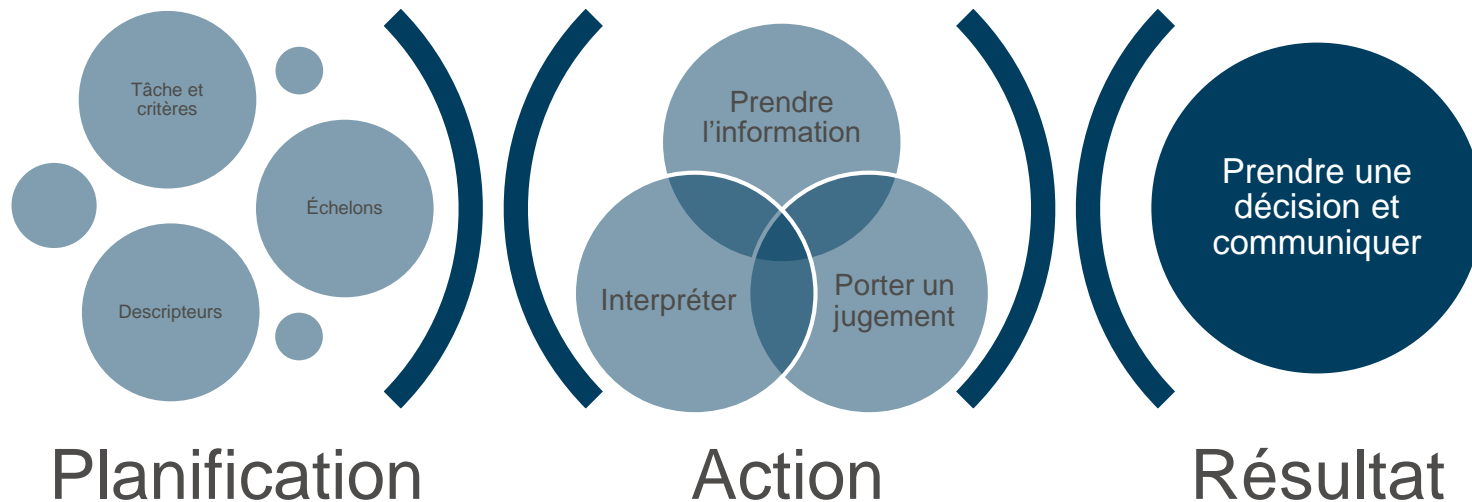 Tâche et
critères
Échelons
Descripteurs
Planification
Prendre
l’information
Interpréter
Porter un
jugement
Action
Prendre une
décision et
communiquer
Résultat